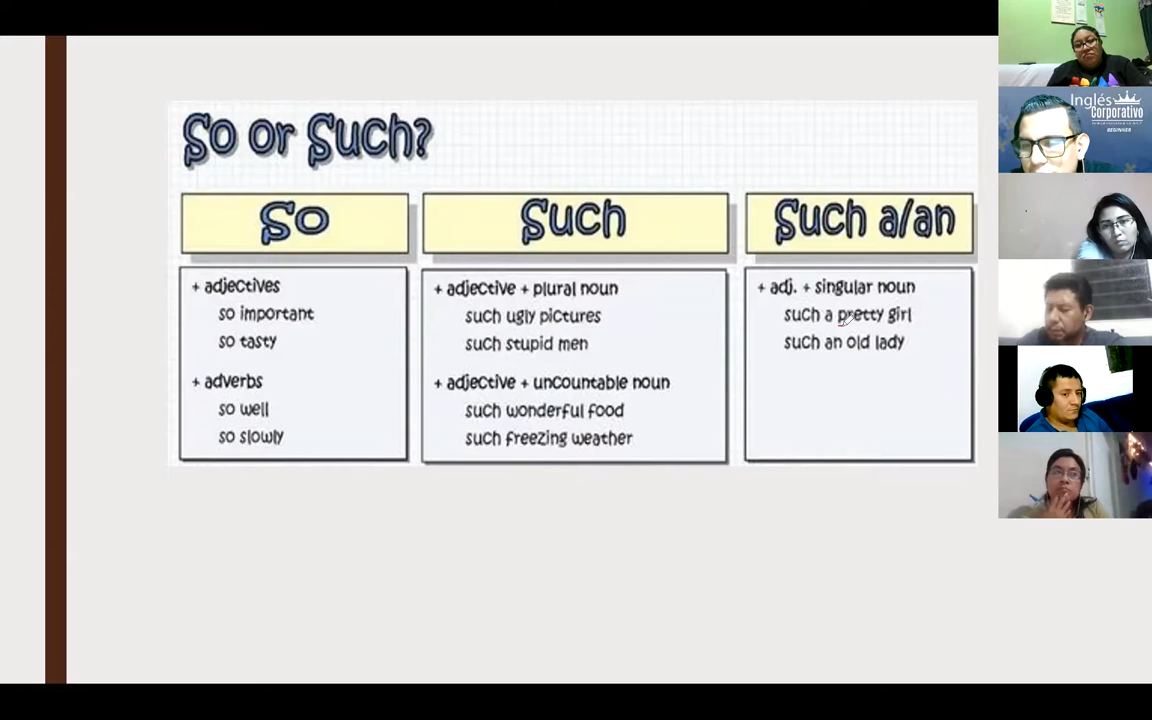 So or Such?
So
+ adjectives
so important
so tasty
+ adverbs
so well
so slowly
Such
+ adjective + plural noun
such ugly pictures
such stupid men
+ adjective + uncountable noun
such wonderful food
such freezing weather
Such a/an
+ adj. + singular noun
such a pretty girl
such an old lady
Inglés
Corporativo
BEGINNER